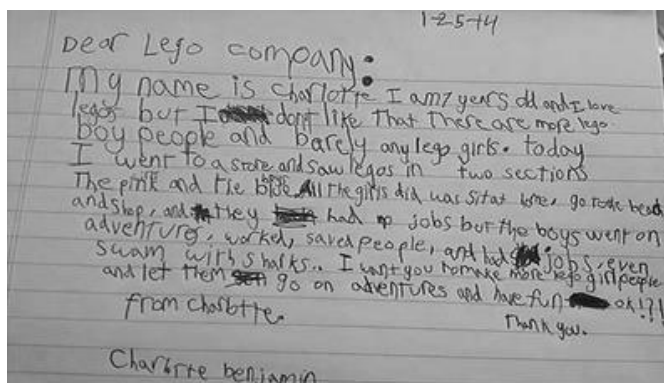 1-25-14
Dear Lego company:
My name is Charlotte I am 7 years old and I love
legos but I don't like that there are more lego
boy people and barely any lego girls. today
I went to a store and saw legos in two sections
The pink and the blue. All the girls did was sit at home, go to the beach
and shop, and they had no jobs but the boys went on
adventures, worked, saved people, and had jobs, even
swam with sharks.. I want you to make more lego girl people
and let them go on adventures and have fun ok!?!
Thank you.
from Charlotte.
Charlotte benjamin